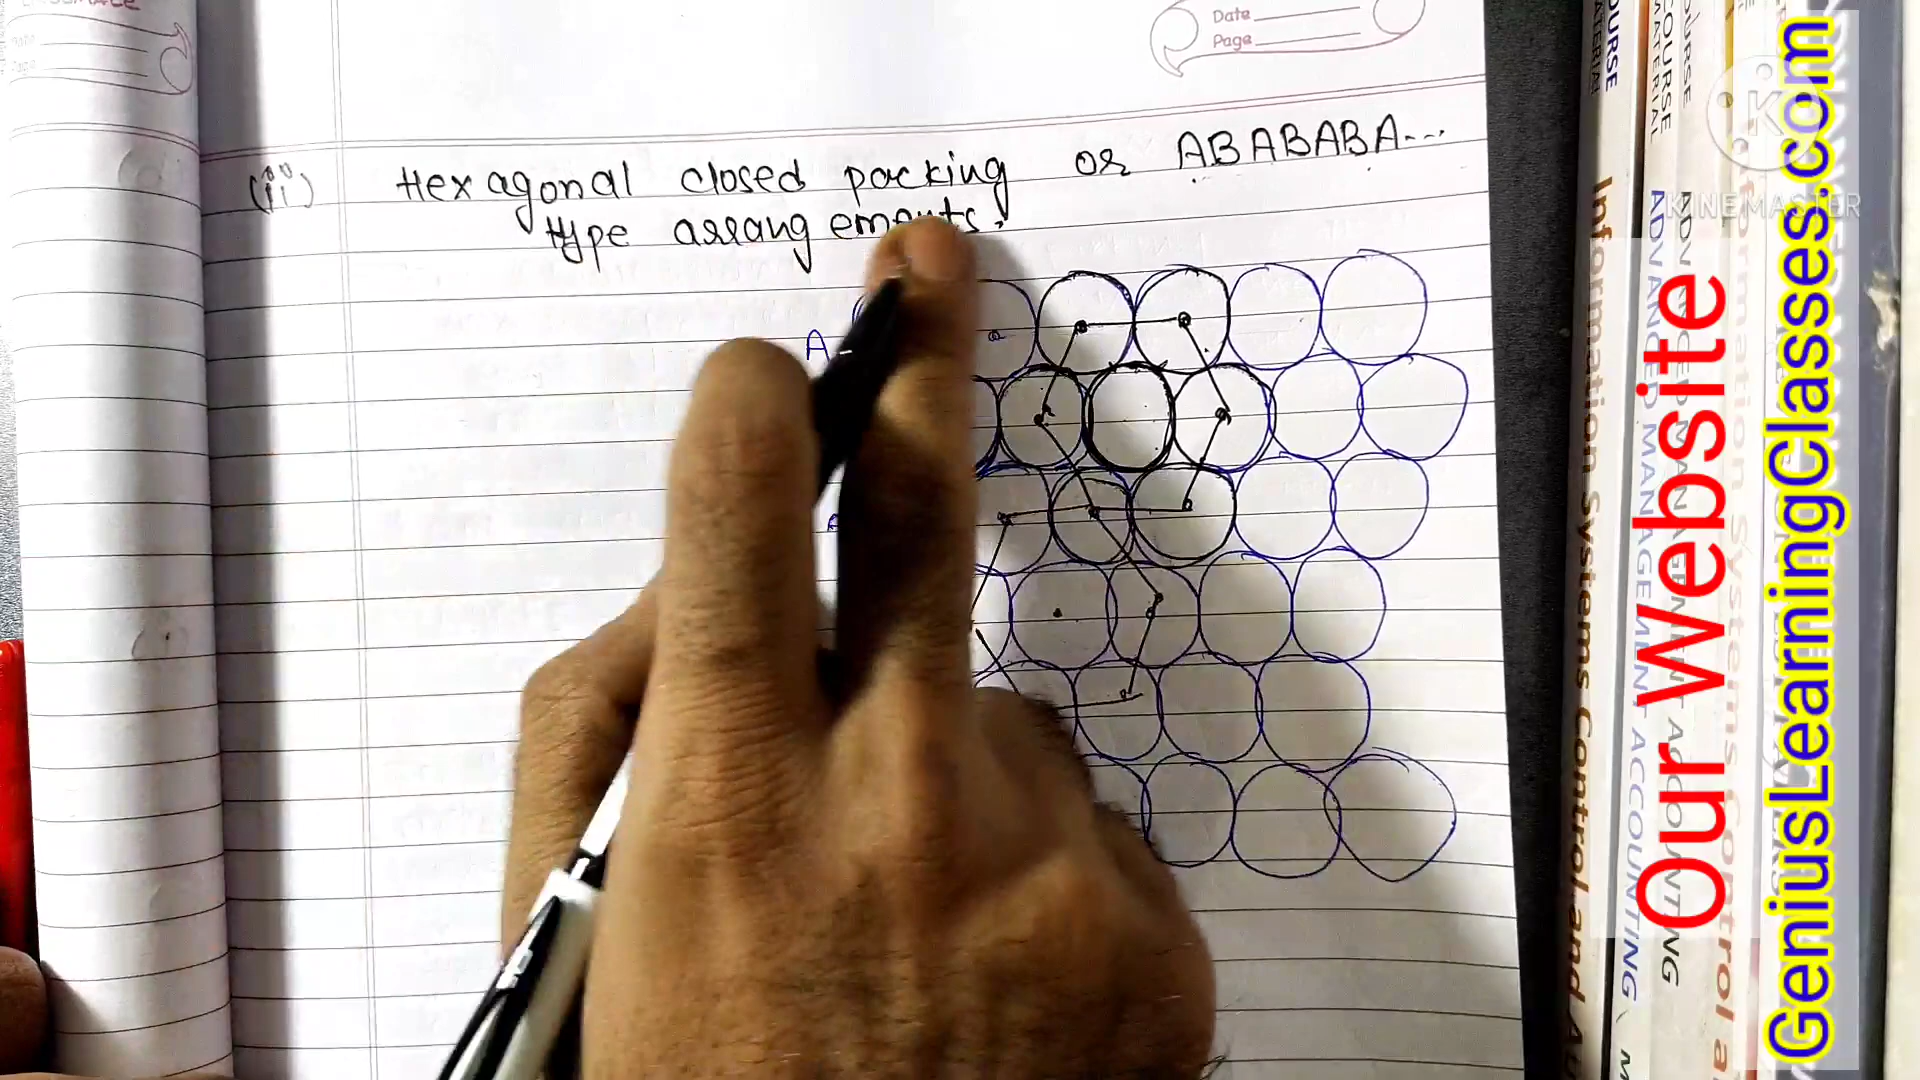 Date
Page
(ii) Hexagonal closed packing or ABABABA...
type arrangements.
A-
A
Our Website
GeniusLearningClasses.com
KINEMASTER
COURSE
MATERIAL
Information Systems Control and
ADVANCED MANAGEMENT ACCOUNTING